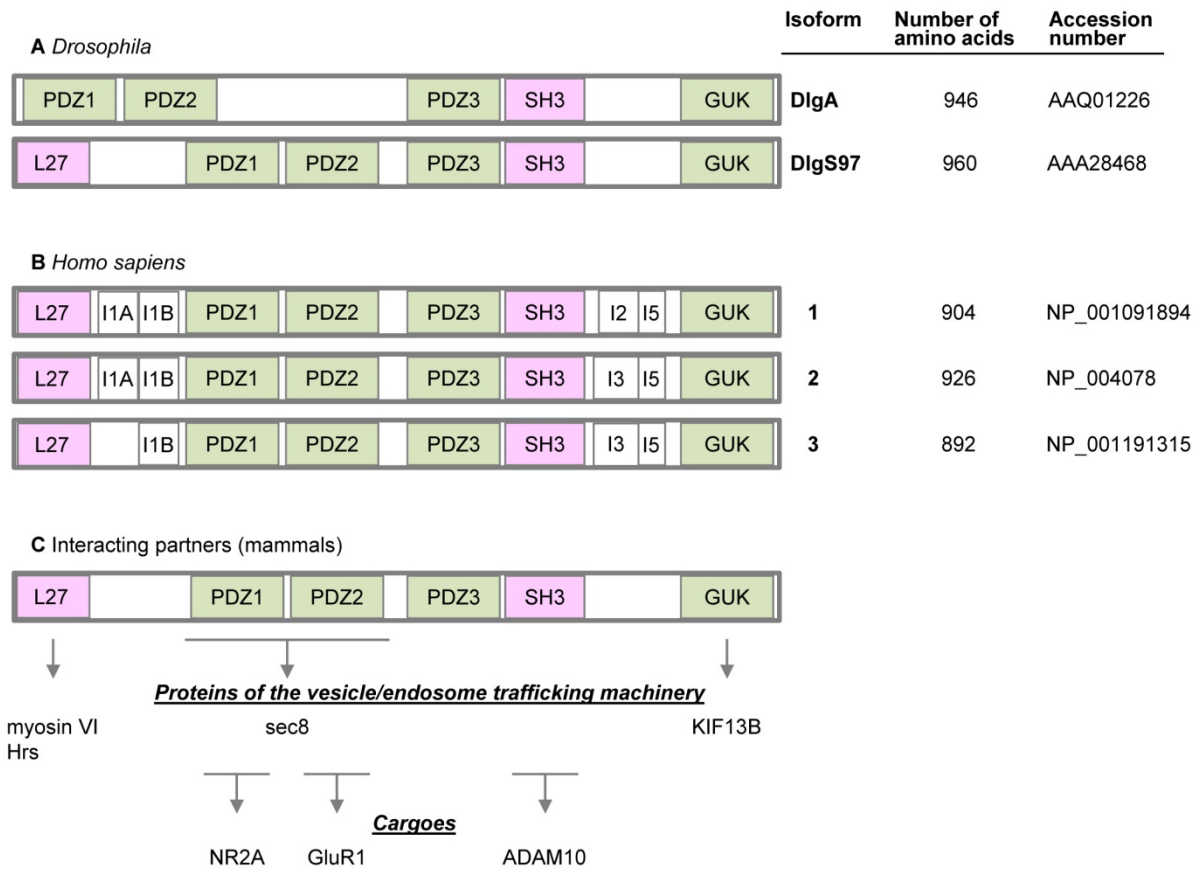 Isoform Number of amino acids Accession number
A Drosophila
PDZ1 PDZ2 PDZ3 SH3 GUK DlgA 946 AAQ01226
L27 PDZ1 PDZ2 PDZ3 SH3 GUK DlgS97 960 AAA28468
B Homo sapiens
L27 I1A I1B PDZ1 PDZ2 PDZ3 SH3 I2 I5 GUK 1 904 NP_001091894
L27 I1A I1B PDZ1 PDZ2 PDZ3 SH3 I3 I5 GUK 2 926 NP_004078
L27 I1B PDZ1 PDZ2 PDZ3 SH3 I3 I5 GUK 3 892 NP_001191315
C Interacting partners (mammals)
L27 PDZ1 PDZ2 PDZ3 SH3 GUK
Proteins of the vesicle/endosome trafficking machinery
myosin VI sec8 KIF13B
Hrs
Cargoes
NR2A GluR1 ADAM10